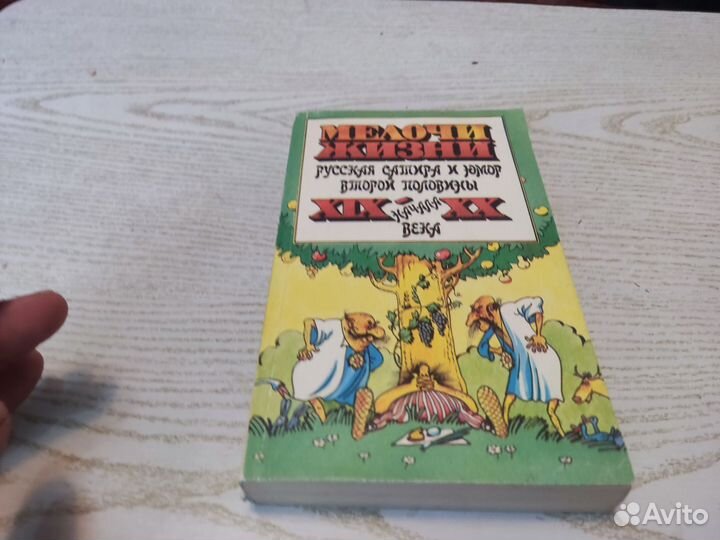 МЕЛОЧИ
ЖИЗНИ
РУССКАЯ САТИРА И ЮМОР
ВТОРОЙ ПОЛОВИНЫ
XIX – НАЧАЛА XX
ВЕКА
Avito